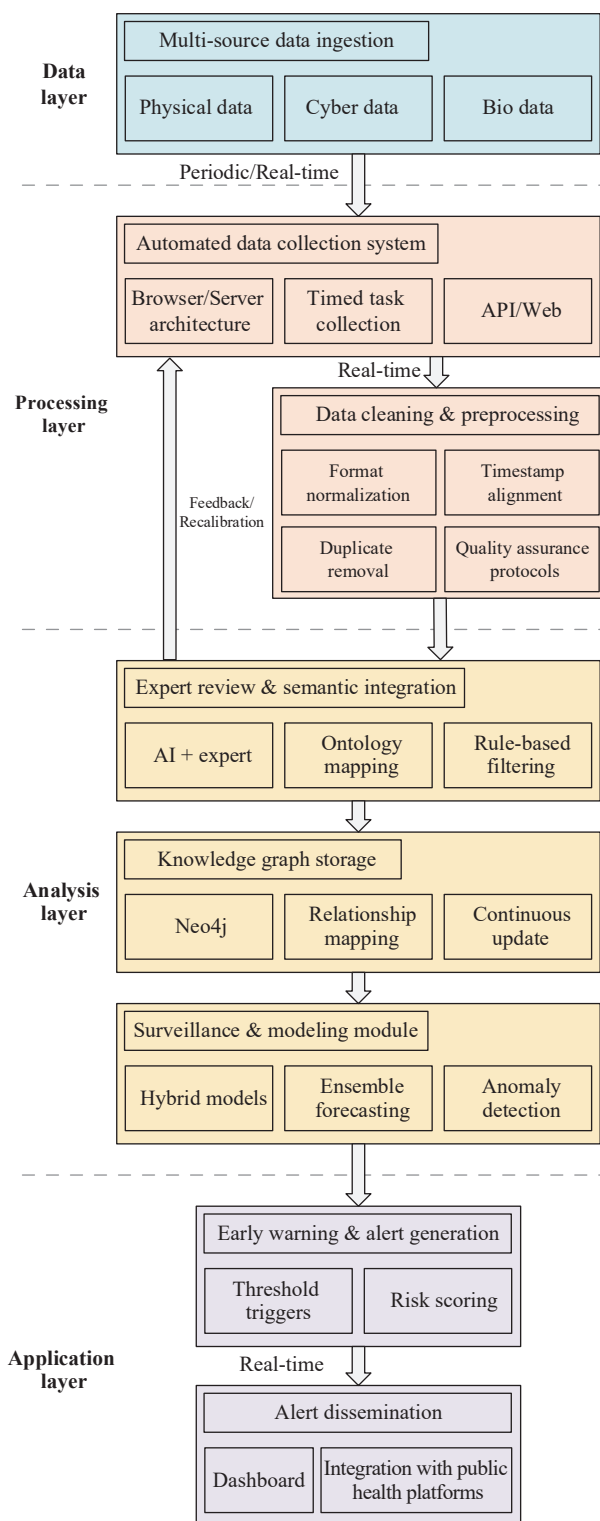 Multi-source data ingestion
Data
layer
Physical data
Cyber data
Bio data
Periodic/Real-time
Automated data collection system
Browser/Server
architecture
Timed task
collection
API/Web
Real-time
Processing
layer
Data cleaning & preprocessing
Format
normalization
Timestamp
alignment
Feedback/
Recalibration
Duplicate
removal
Quality assurance
protocols
Expert review & semantic integration
AI + expert
Ontology
mapping
Rule-based
filtering
Knowledge graph storage
Analysis
layer
Neo4j
Relationship
mapping
Continuous
update
Surveillance & modeling module
Hybrid models
Ensemble
forecasting
Anomaly
detection
Early warning & alert generation
Threshold
triggers
Risk scoring
Application
layer
Real-time
Alert dissemination
Dashboard
Integration with public
health platforms